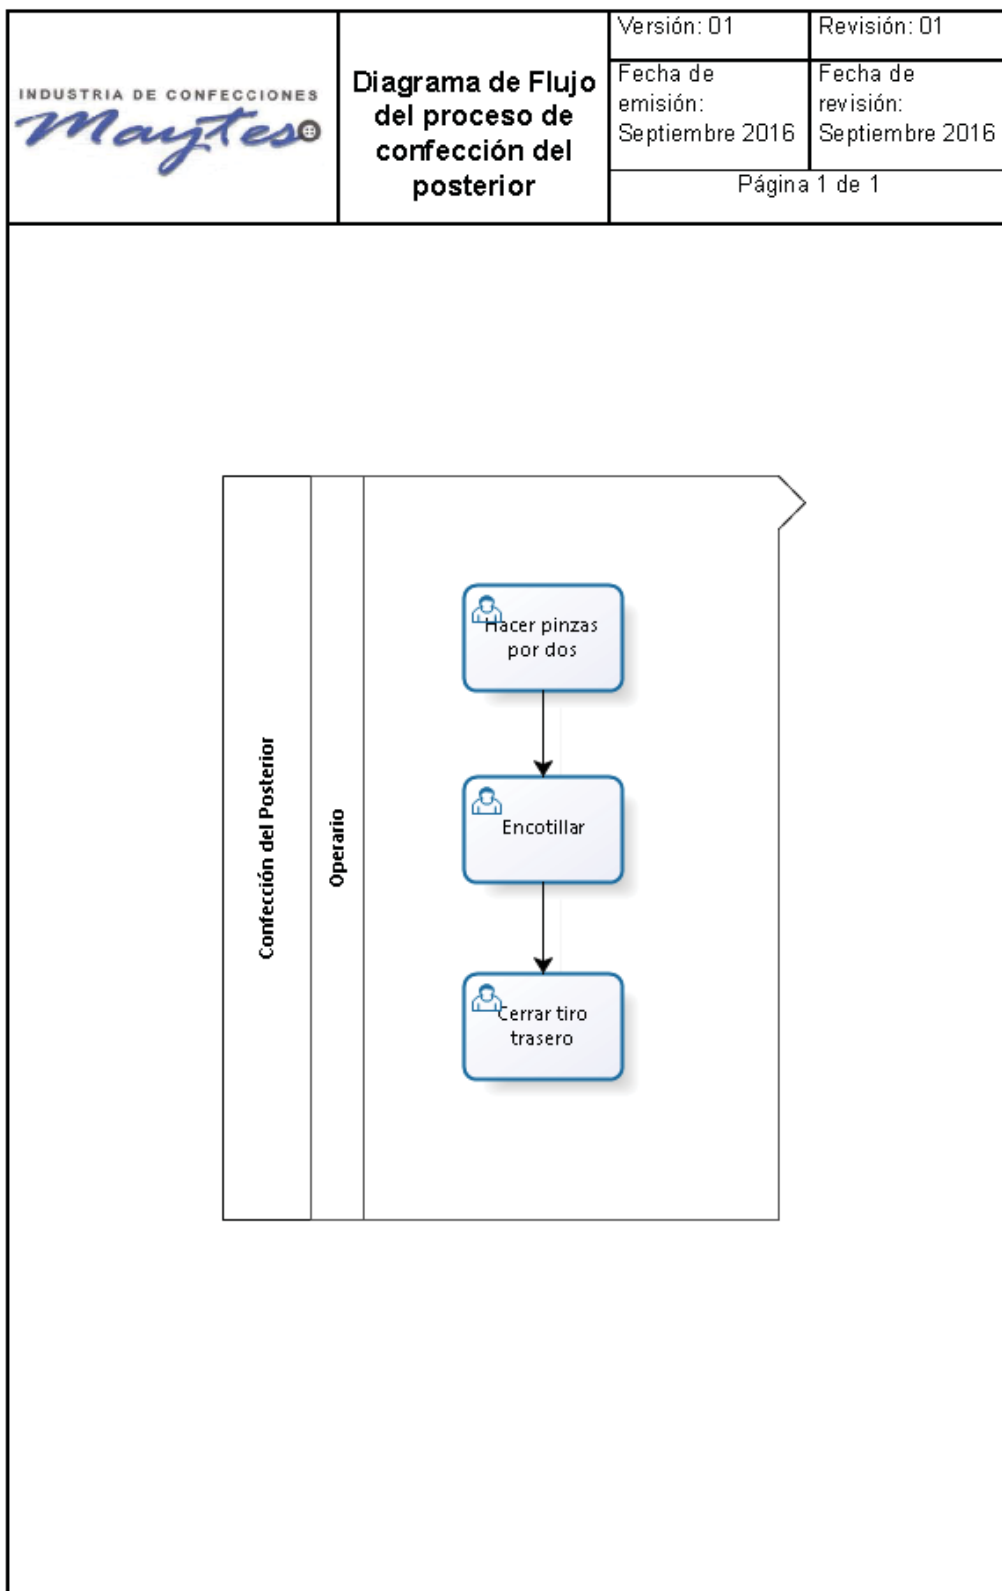 INDUSTRIA DE CONFECCIONES
Maytes
Diagrama de Flujo
del proceso de
confección del
posterior
Versión: 01
Revisión: 01
Fecha de
emisión:
Septiembre 2016
Fecha de
revisión:
Septiembre 2016
Página 1 de 1
Confección del Posterior
Operario
Hacer pinzas
por dos
Encotillar
Cerrar tiro
trasero